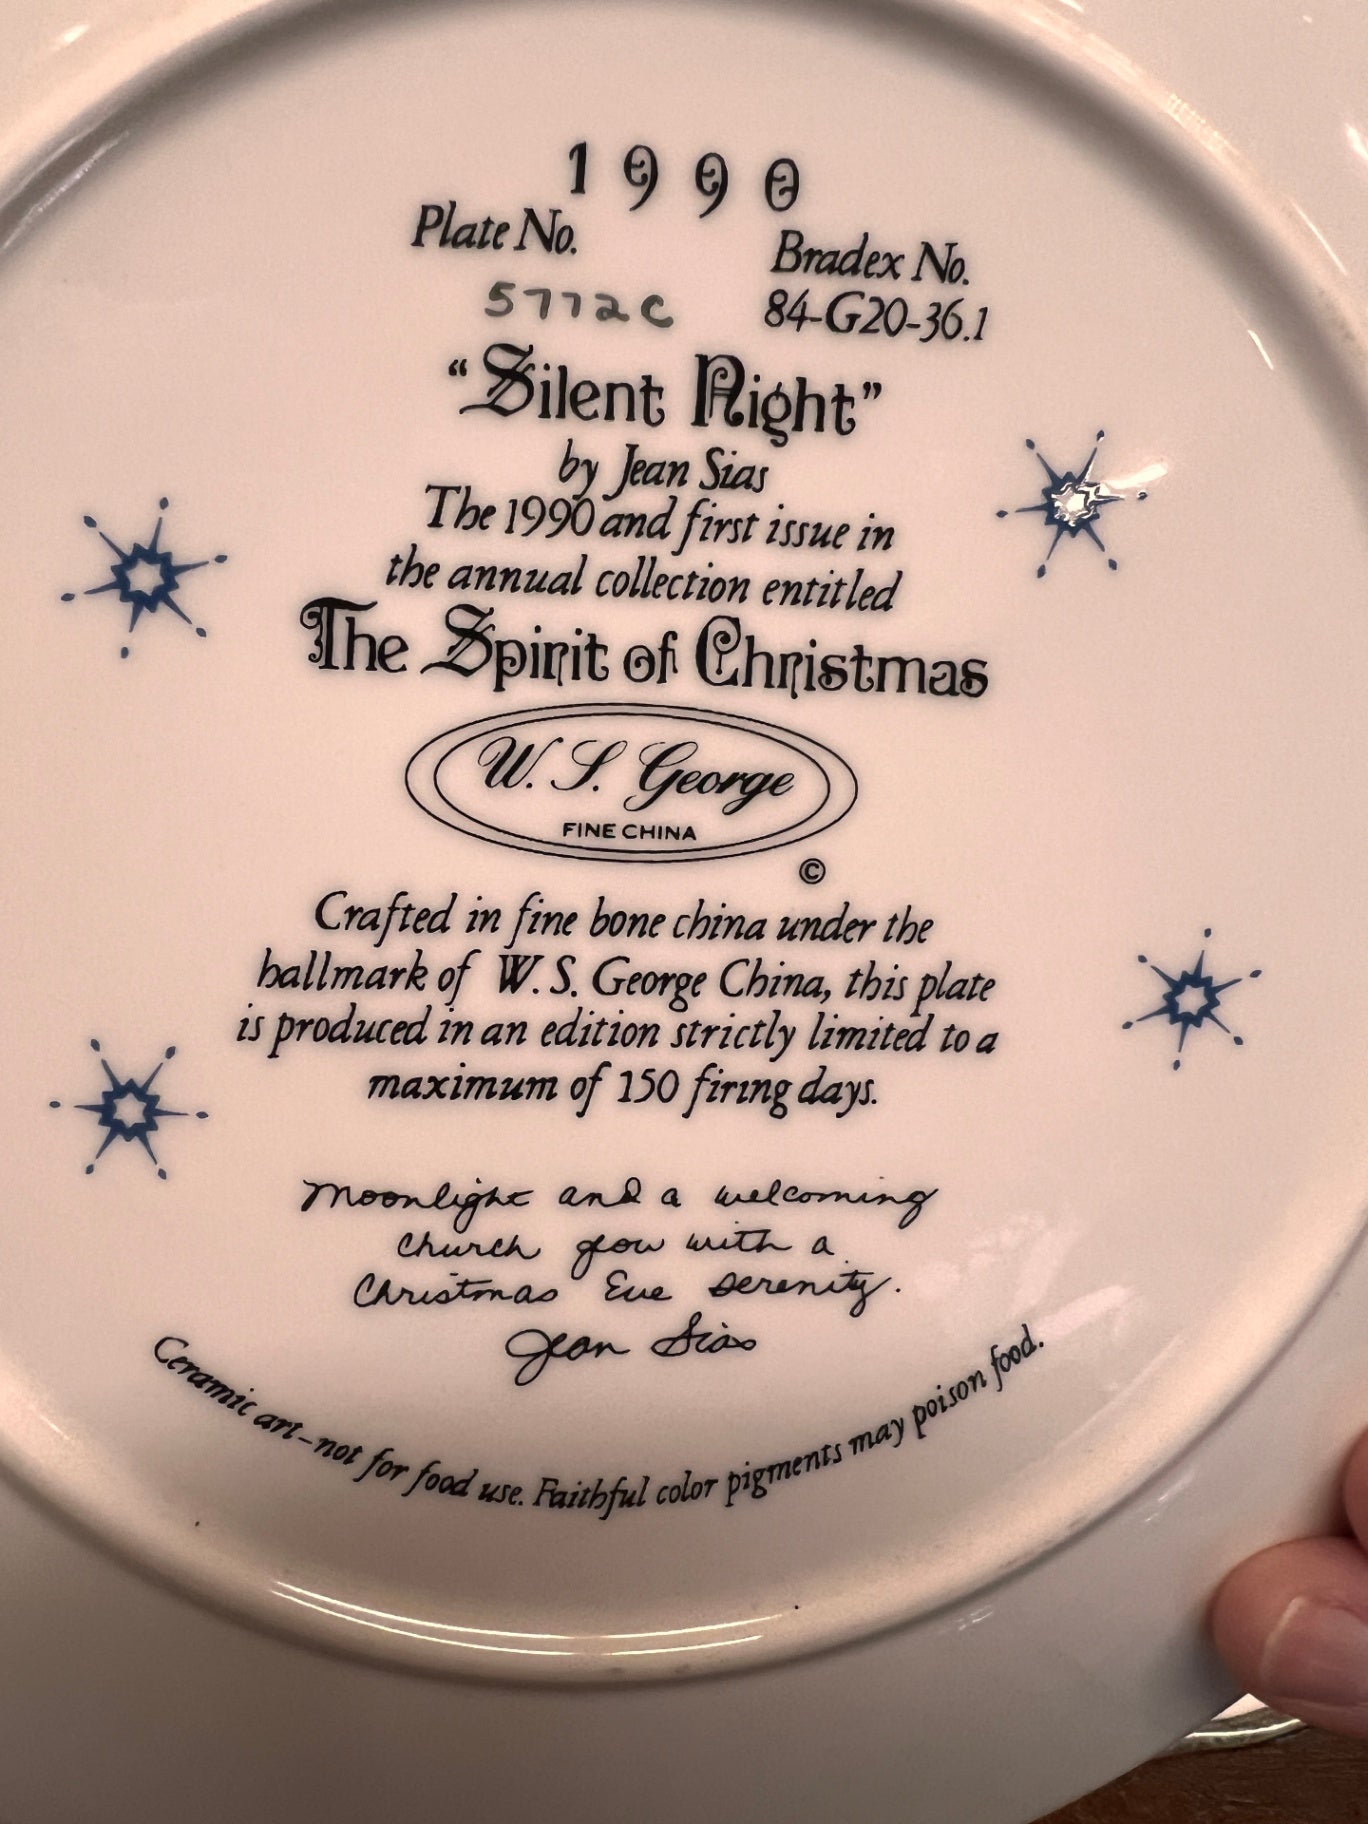 1990
Plate No.
Bradex No.
5772C
84-G20-36.1
“Silent Night”
by Jean Sias
The 1990 and first issue in
the annual collection entitled
The Spirit of Christmas
W. S. George
FINE CHINA
©
Crafted in fine bone china under the
hallmark of W. S. George China, this plate
is produced in an edition strictly limited to a
maximum of 150 firing days.
Moonlight and a welcoming
church glow with a
Christmas Eve serenity.
Jean Sias
Ceramic art-not for food use. Faithful color pigments may poison food.